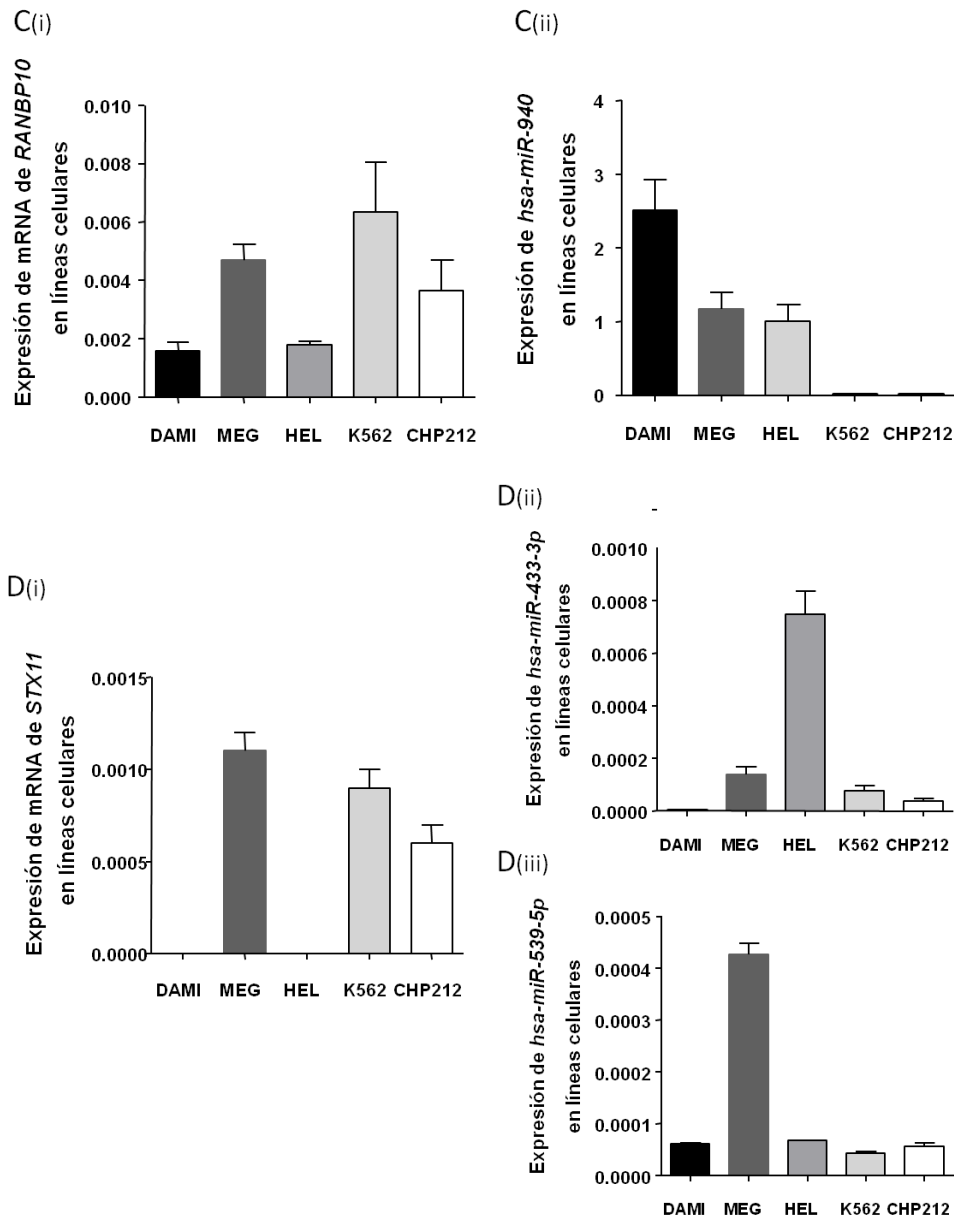 C(i)
Expresión de mRNA de RANBP10
en líneas celulares
0.010
0.008
0.006
0.004
0.002
0.000
DAMI MEG HEL K562 CHP212
C(ii)
Expresión de hsa-miR-940
en líneas celulares
4
3
2
1
0
DAMI MEG HEL K562 CHP212
D(i)
Expresión de mRNA de STX11
en líneas celulares
0.0015
0.0010
0.0005
0.0000
DAMI MEG HEL K562 CHP212
D(ii)
Expresión de hsa-miR-433-3p
en líneas celulares
0.0010
0.0008
0.0006
0.0004
0.0002
0.0000
DAMI MEG HEL K562 CHP212
D(iii)
Expresión de hsa-miR-539-5p
en líneas celulares
0.0005
0.0004
0.0003
0.0002
0.0001
0.0000
DAMI MEG HEL K562 CHP212